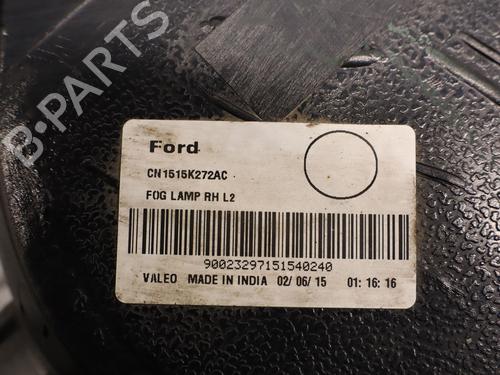 B-PARTS
Ford
CN1515K272AC
FOG LAMP RH L2
90023297151540240
VALEO MADE IN INDIA 02/ 06/ 15 01: 16: 16